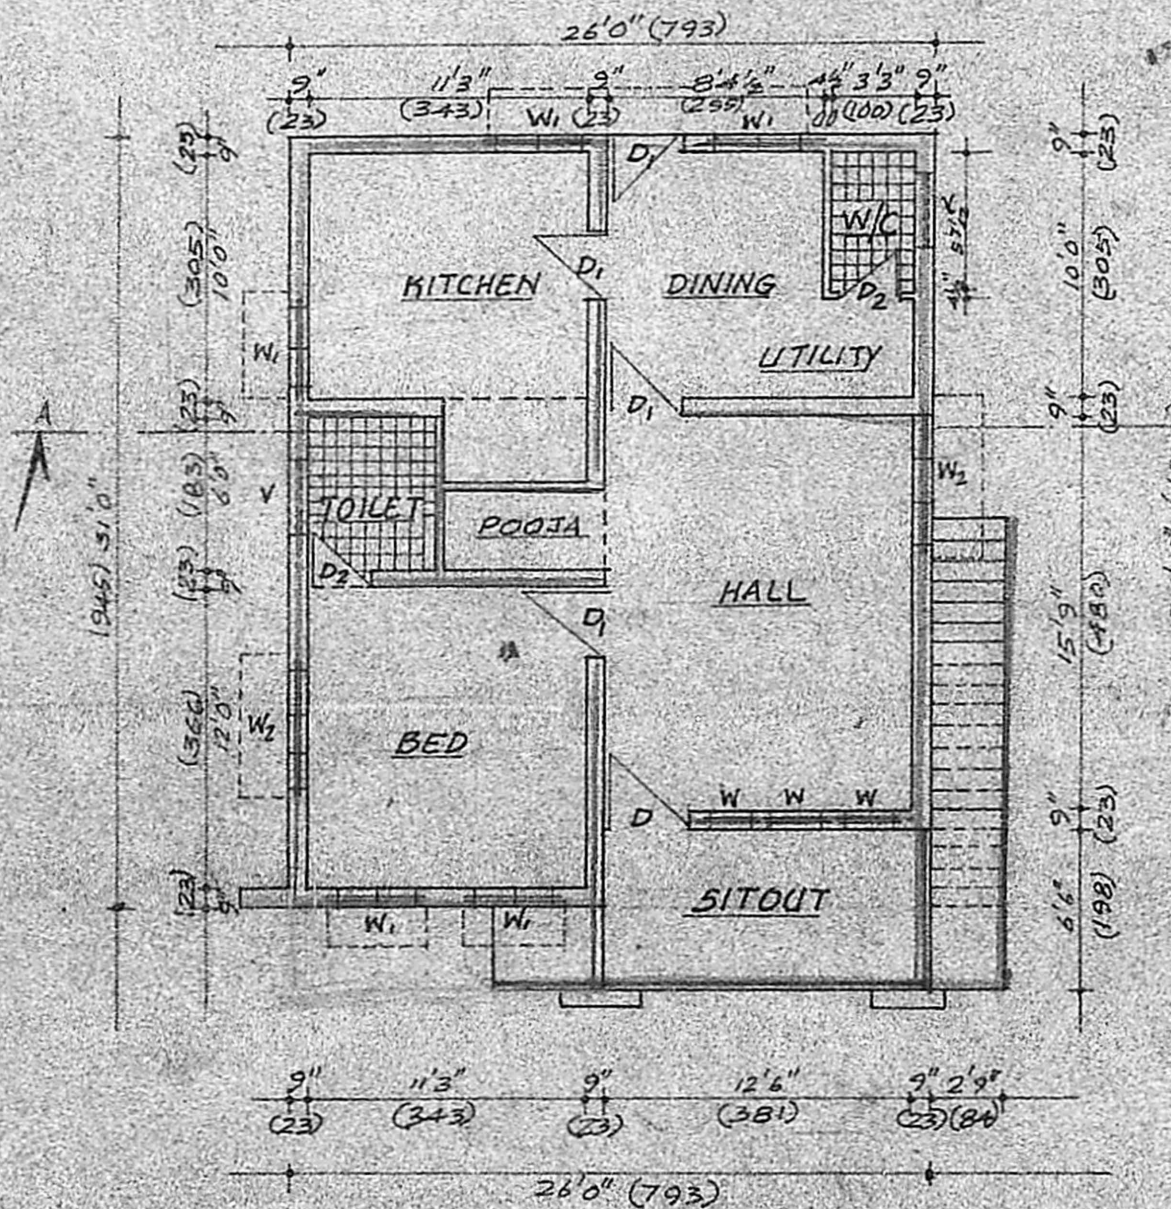 26'0" (793)
9" 11'3" 9" 8'4½" 4½" 3'3" 9"
(23) (343) W1 (23) (255) W1 (100) (23)
(23) 9"
D1
9" (23)
W/C
(305) 10'0"
KITCHEN
D1
DINING
D2
4½"
10'0" (305)
W1
UTILITY
D1
(23) 9"
9" (23)
A
(183) 6'0"
V
W2
TOILET
POOJA
D2
(23) 9"
(945) 31'0"
HALL
D1
15'9" (480)
(366) 12'0"
W2
BED
W W W
D
9" (23)
(23) 9"
SITOUT
W1 W1
6'6" (198)
9" 11'3" 9" 12'6" 9" 2'9"
(23) (343) (23) (381) (23) (84)
26'0" (793)